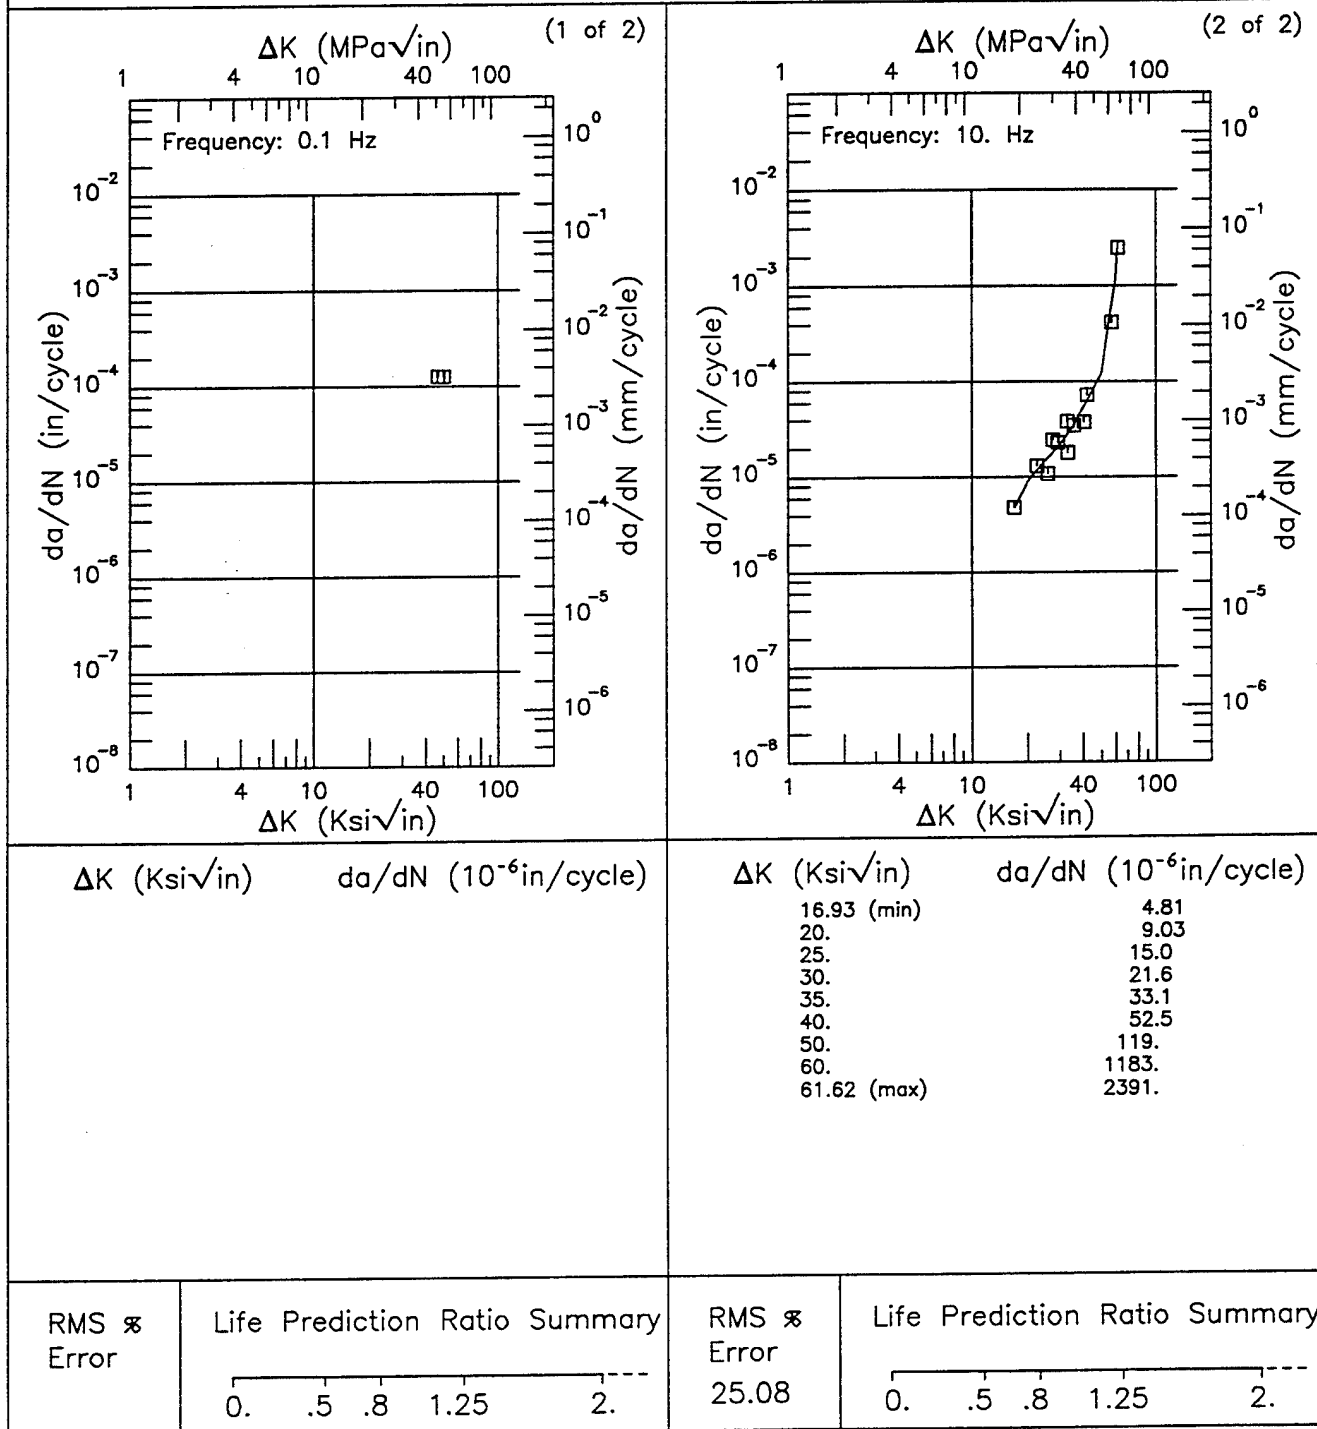 (1 of 2)
ΔK (MPa√in)
1 4 10 40 100
Frequency: 0.1 Hz
10⁰
10⁻¹
10⁻²
10⁻³
10⁻⁴
10⁻⁵
10⁻⁶
da/dN (mm/cycle)
10⁻²
10⁻³
10⁻⁴
10⁻⁵
10⁻⁶
10⁻⁷
10⁻⁸
da/dN (in/cycle)
1 4 10 40 100
ΔK (Ksi√in)
(2 of 2)
ΔK (MPa√in)
1 4 10 40 100
Frequency: 10. Hz
10⁰
10⁻¹
10⁻²
10⁻³
10⁻⁴
10⁻⁵
10⁻⁶
da/dN (mm/cycle)
10⁻²
10⁻³
10⁻⁴
10⁻⁵
10⁻⁶
10⁻⁷
10⁻⁸
da/dN (in/cycle)
1 4 10 40 100
ΔK (Ksi√in)
ΔK (Ksi√in) da/dN (10⁻⁶in/cycle)
ΔK (Ksi√in) da/dN (10⁻⁶in/cycle)
16.93 (min) 4.81
20. 9.03
25. 15.0
30. 21.6
35. 33.1
40. 52.5
50. 119.
60. 1183.
61.62 (max) 2391.
RMS %
Error
Life Prediction Ratio Summary
0. .5 .8 1.25 2.
RMS %
Error
25.08
Life Prediction Ratio Summary
0. .5 .8 1.25 2.